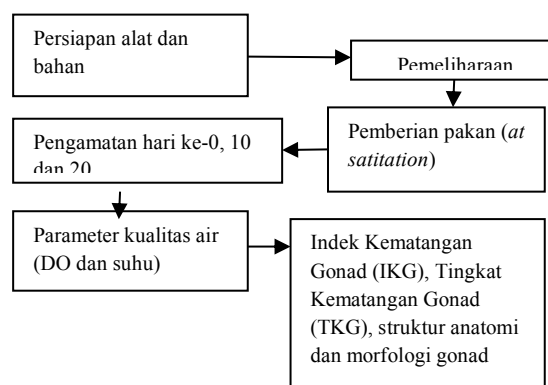 Persiapan alat dan
bahan
Pemeliharaan
Pemberian pakan (at
satitation)
Pengamatan hari ke-0, 10
dan 20
Parameter kualitas air
(DO dan suhu)
Indek Kematangan
Gonad (IKG), Tingkat
Kematangan Gonad
(TKG), struktur anatomi
dan morfologi gonad